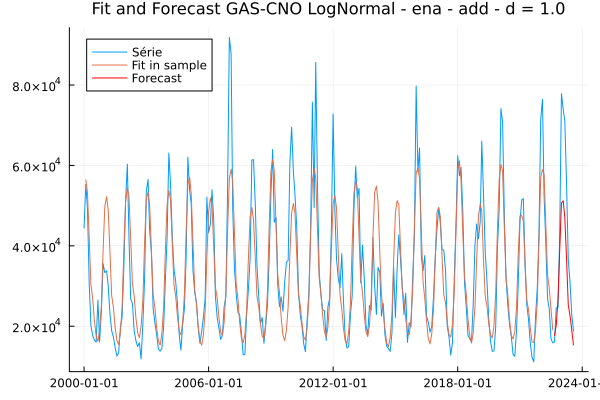 Fit and Forecast GAS-CNO LogNormal - ena - add - d = 1.0
Série
Fit in sample
Forecast
8.0×10⁴
6.0×10⁴
4.0×10⁴
2.0×10⁴
2000-01-01 2006-01-01 2012-01-01 2018-01-01 2024-01-